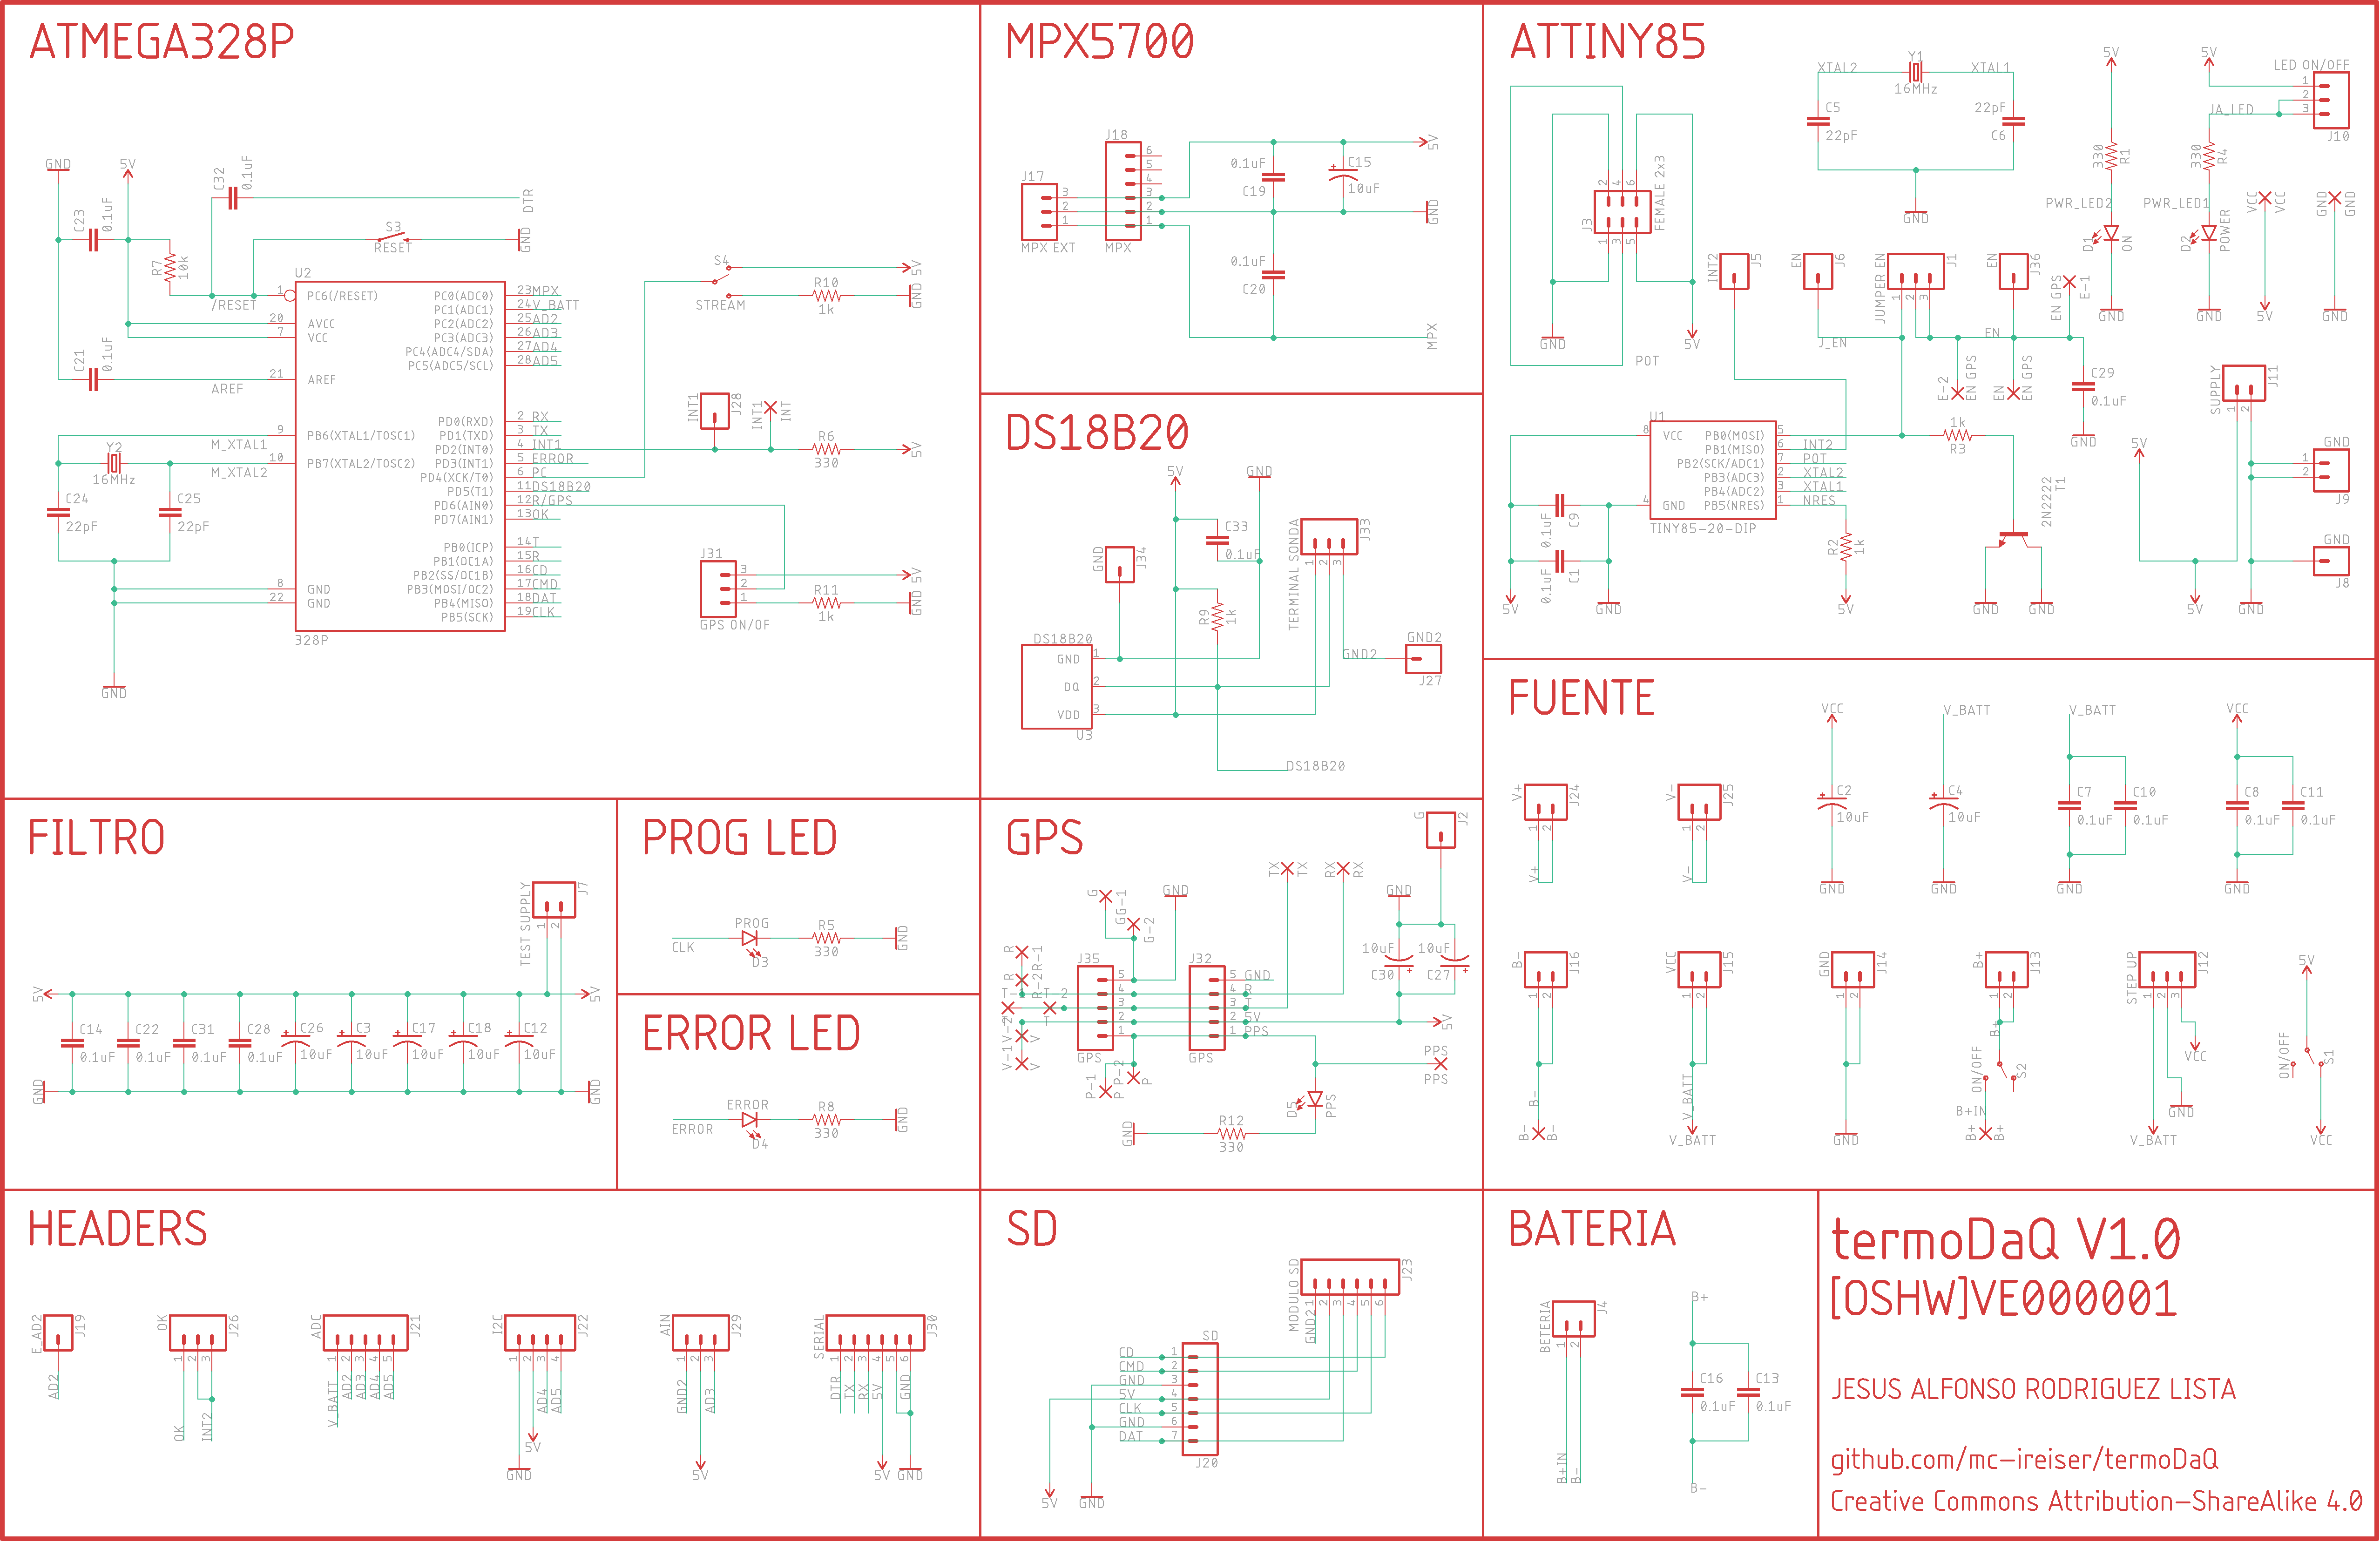 ATMEGA328P
GND
5V
C32
0.1uF
DTR
C23
0.1uF
S3
RESET
GND
R7
10k
U2
/RESET
1
PC6(/RESET)
20
AVCC
7
VCC
C21
0.1uF
AREF
21
AREF
9
PB6(XTAL1/TOSC1)
M_XTAL1
Y2
16MHz
10
PB7(XTAL2/TOSC2)
M_XTAL2
C24
22pF
C25
22pF
8
GND
22
GND
328P
GND
PC0(ADC0) 23 MPX
PC1(ADC1) 24 V_BATT
PC2(ADC2) 25 AD2
PC3(ADC3) 26 AD3
PC4(ADC4/SDA) 27 AD4
PC5(ADC5/SCL) 28 AD5
PD0(RXD) 2 RX
PD1(TXD) 3 TX
PD2(INT0) 4 INT1
PD3(INT1) 5 ERROR
PD4(XCK/T0) 6 PC
PD5(T1) 11 DS18B20
PD6(AIN0) 12 R/GPS
PD7(AIN1) 13 OK
PB0(ICP) 14 T
PB1(OC1A) 15 R
PB2(SS/OC1B) 16 CD
PB3(MOSI/OC2) 17 CMD
PB4(MISO) 18 DAT
PB5(SCK) 19 CLK
S4
5V
STREAM
R10
1k
GND
INT1
J28
INT1
INT
R6
330
5V
J31
3
2
1
5V
R11
1k
GND
GPS ON/OF
MPX5700
J17
3
2
1
MPX EXT
J18
6
5
4
3
2
1
MPX
0.1uF
C19
C15
10uF
5V
GND
0.1uF
C20
MPX
DS18B20
5V
GND
C33
0.1uF
GND
J34
R9
1k
TERMINAL SONDA
J33
1
2
3
DS18B20
GND 1
DQ 2
VDD 3
U3
GND2
GND2
J27
DS18B20
ATTINY85
J3
2
4
6
1
3
5
FEMALE 2x3
GND
5V
POT
XTAL2
Y1
16MHz
XTAL1
C5
22pF
22pF
C6
GND
5V
330
R1
PWR_LED2
D1
ON
GND
5V
330
R4
PWR_LED1
D2
POWER
GND
LED ON/OFF
1
2
3
JA_LED
J10
VCC
VCC
5V
GND
GND
GND
INT2
J5
EN
J6
J_EN
JUMPER EN
J1
1
2
3
EN
J36
EN
EN GPS
E-1
E-2
EN GPS
EN
EN GPS
C29
0.1uF
GND
U1
8
VCC
4
GND
PB0(MOSI) 5
PB1(MISO) 6 INT2
PB2(SCK/ADC1) 7 POT
PB3(ADC3) 2 XTAL2
PB4(ADC2) 3 XTAL1
PB5(NRES) 1 NRES
TINY85-20-DIP
0.1uF
C9
0.1uF
C1
5V
GND
R2
1k
5V
1k
R3
2N2222
T1
GND
GND
SUPPLY
J11
1
2
5V
5V
GND
GND
1
2
J9
GND
J8
FUENTE
V+
J24
1
2
V+
V-
J25
1
2
V-
VCC
C2
10uF
GND
V_BATT
C4
10uF
GND
V_BATT
C7
0.1uF
C10
0.1uF
GND
VCC
C8
0.1uF
C11
0.1uF
GND
B-
J16
1
2
B-
B-
B-
VCC
J15
1
2
V_BATT
V_BATT
GND
J14
1
2
GND
B+
J13
1
2
B+
ON/OFF
S2
B+IN
B+
B+
STEP UP
J12
1
2
3
VCC
GND
V_BATT
5V
ON/OFF
S1
VCC
FILTRO
TEST SUPPLY
J7
1
2
5V
5V
C14
0.1uF
C22
0.1uF
C31
0.1uF
C28
0.1uF
C26
10uF
C3
10uF
C17
10uF
C18
10uF
C12
10uF
GND
GND
PROG LED
PROG
CLK
D3
R5
330
GND
ERROR LED
ERROR
ERROR
D4
R8
330
GND
GPS
G
J2
TX
TX
RX
RX
G
GG-1
G-2
GND
GND
10uF
C30
10uF
C27
R
R
R-2R-1
J35
5
4
3
2
1
GPS
J32
5 GND
4 R
3 T
2 5V
1 PPS
GPS
5V
V-1V-2
V
V
P-1
P-2
P
P
PPS
PPS
D5
PPS
GND
R12
330
HEADERS
E_AD2
J19
AD2
OK
J26
1
2
3
OK
INT2
ADC
J21
1
2
3
4
5
V_BATT
AD2
AD3
AD4
AD5
I2C
J22
1
2
3
4
AD4
AD5
5V
GND
AIN
J29
1
2
3
GND2
AD3
5V
SERIAL
J30
1
2
3
4
5
6
DTR
TX
RX
5V
GND
5V
GND
SD
MODULO SD
J23
1
2
3
4
5
6
GND2
SD
CD 1
CMD 2
GND 3
5V 4
CLK 5
GND 6
DAT 7
J20
5V
GND
BATERIA
BETERIA
J4
1
2
B+IN
B-
B+
C16
0.1uF
C13
0.1uF
B-
termoDaQ V1.0
[OSHW]VE000001
JESUS ALFONSO RODRIGUEZ LISTA
github.com/mc-ireiser/termoDaQ
Creative Commons Attribution-ShareAlike 4.0